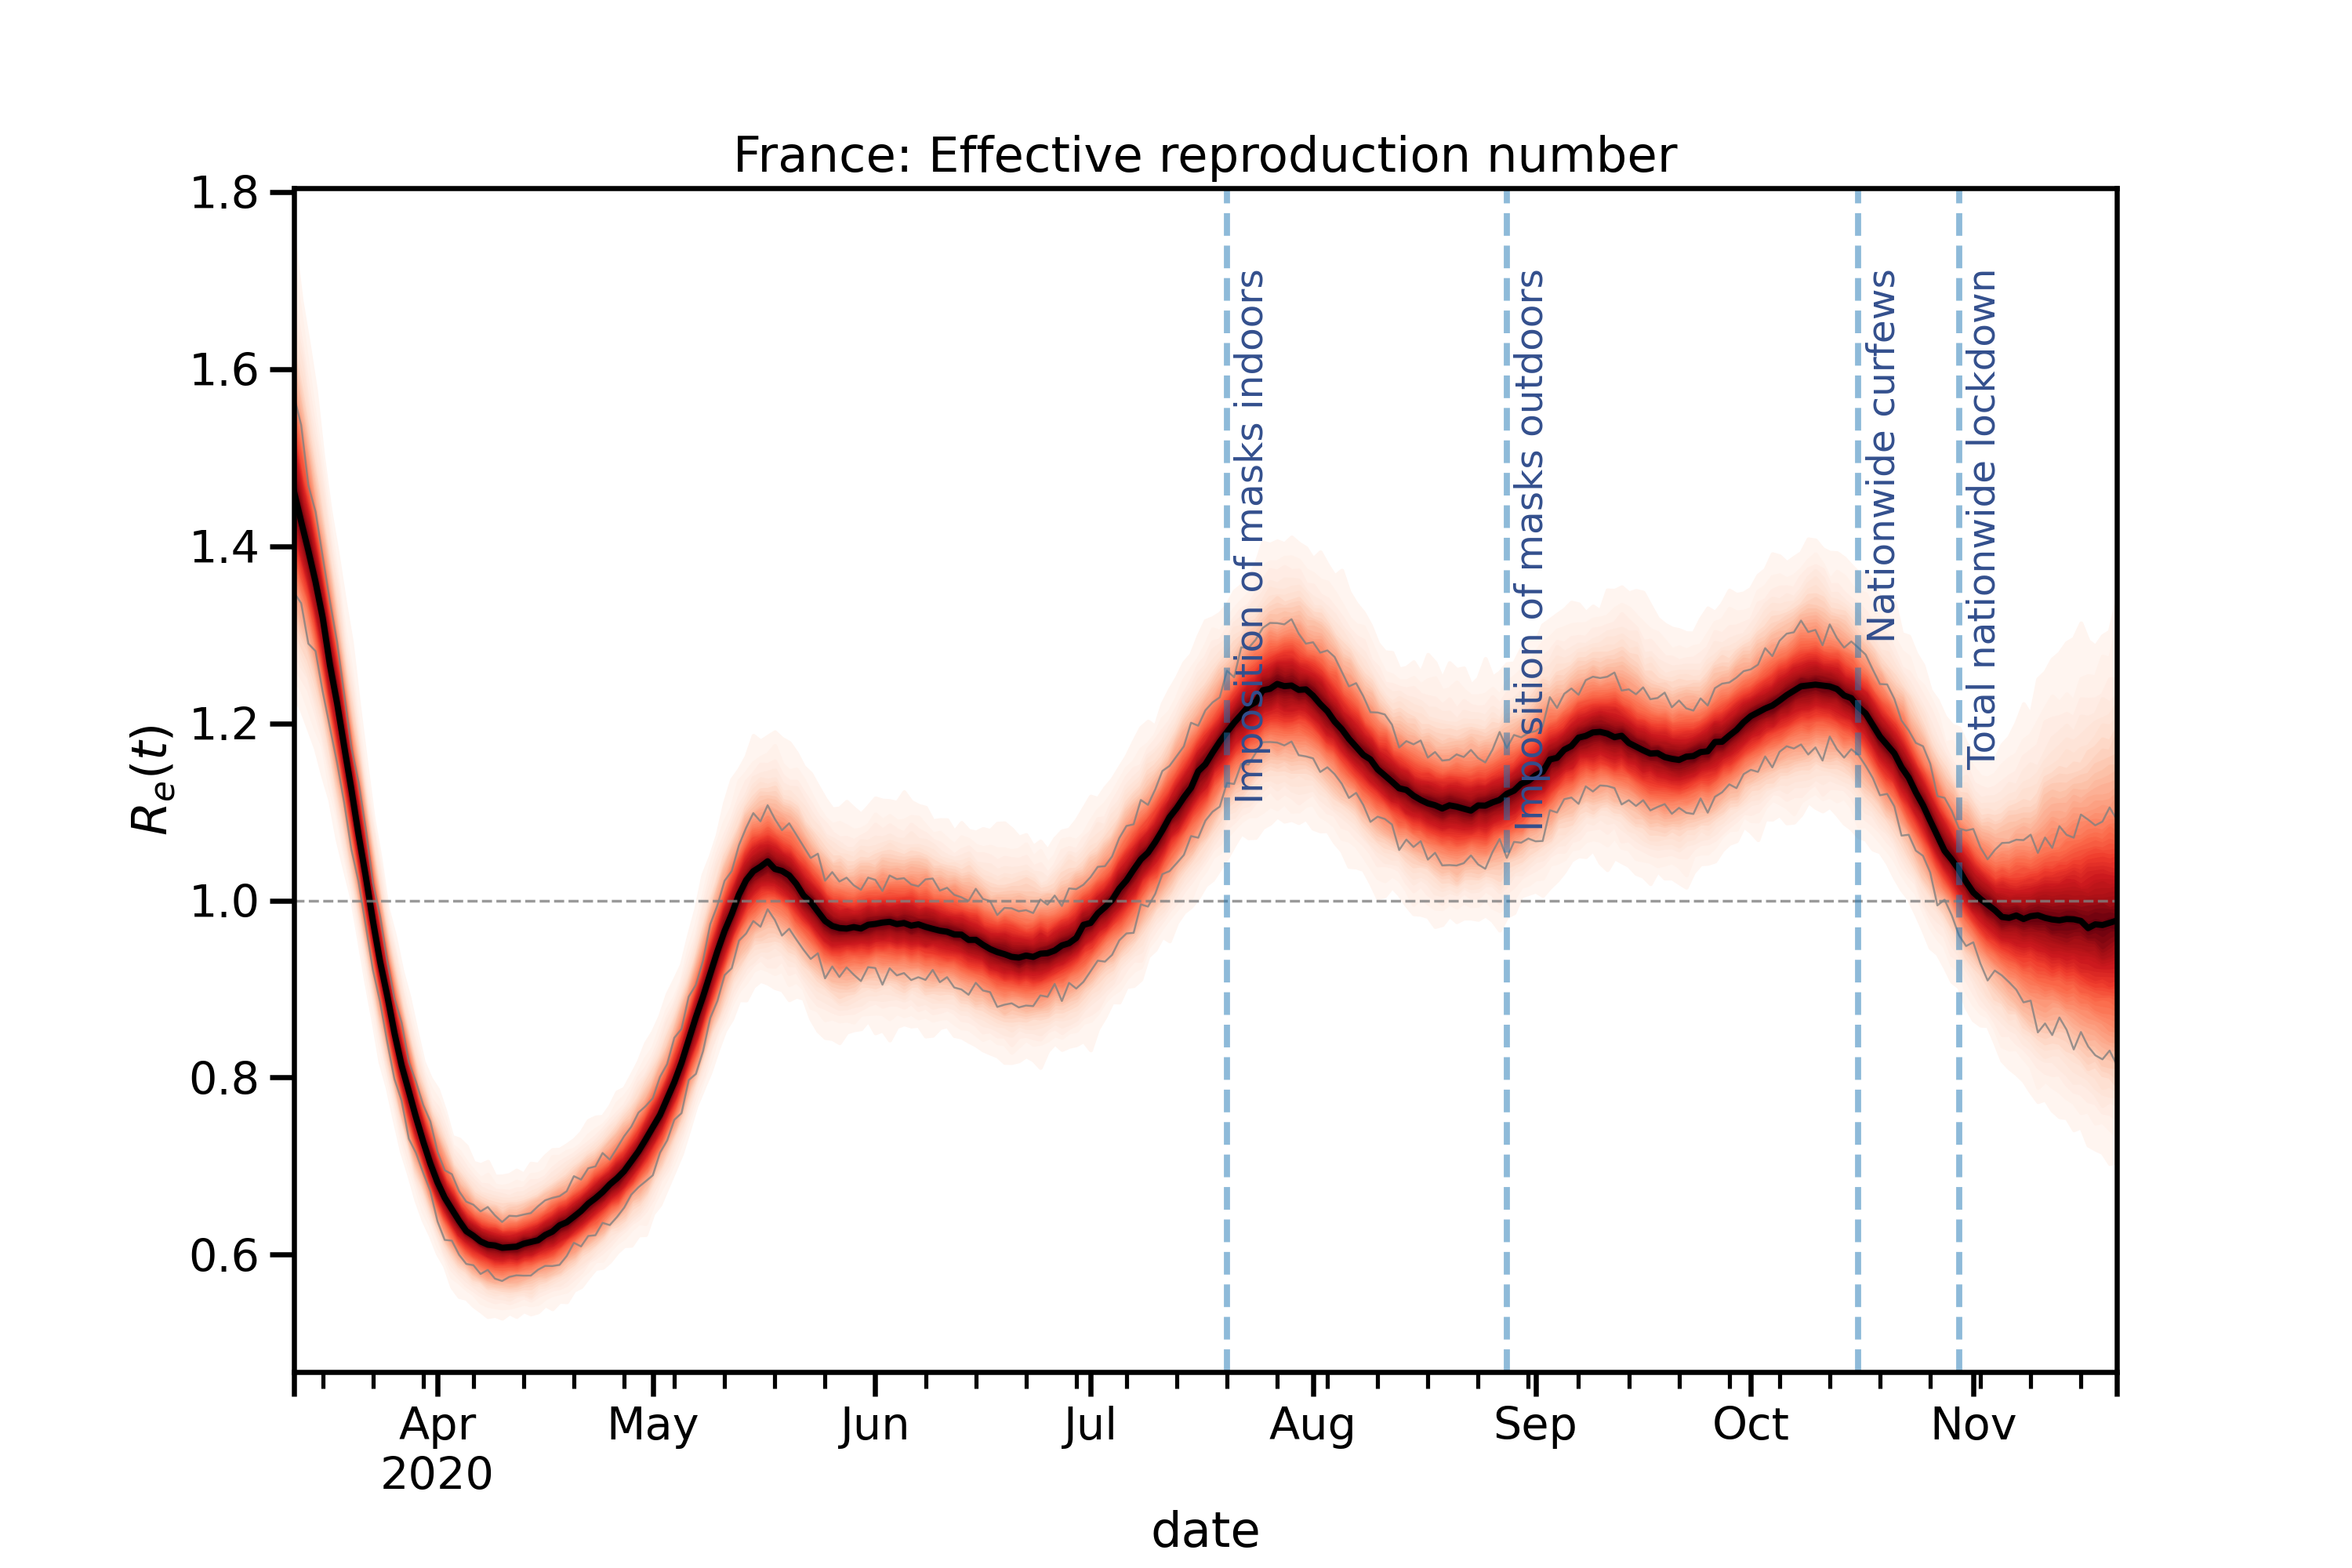 France: Effective reproduction number
1.8
1.6
1.4
1.2
1.0
0.8
0.6
Re(t)
Imposition of masks indoors
Imposition of masks outdoors
Nationwide curfews
Total nationwide lockdown
Apr May Jun Jul Aug Sep Oct Nov
2020
date